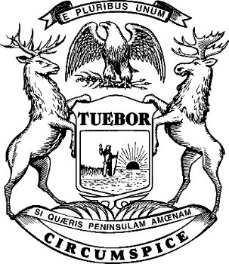 E PLURIBUS UNUM
TUEBOR
SI QUÆRIS PENINSULAM AMŒNAM
CIRCUMSPICE